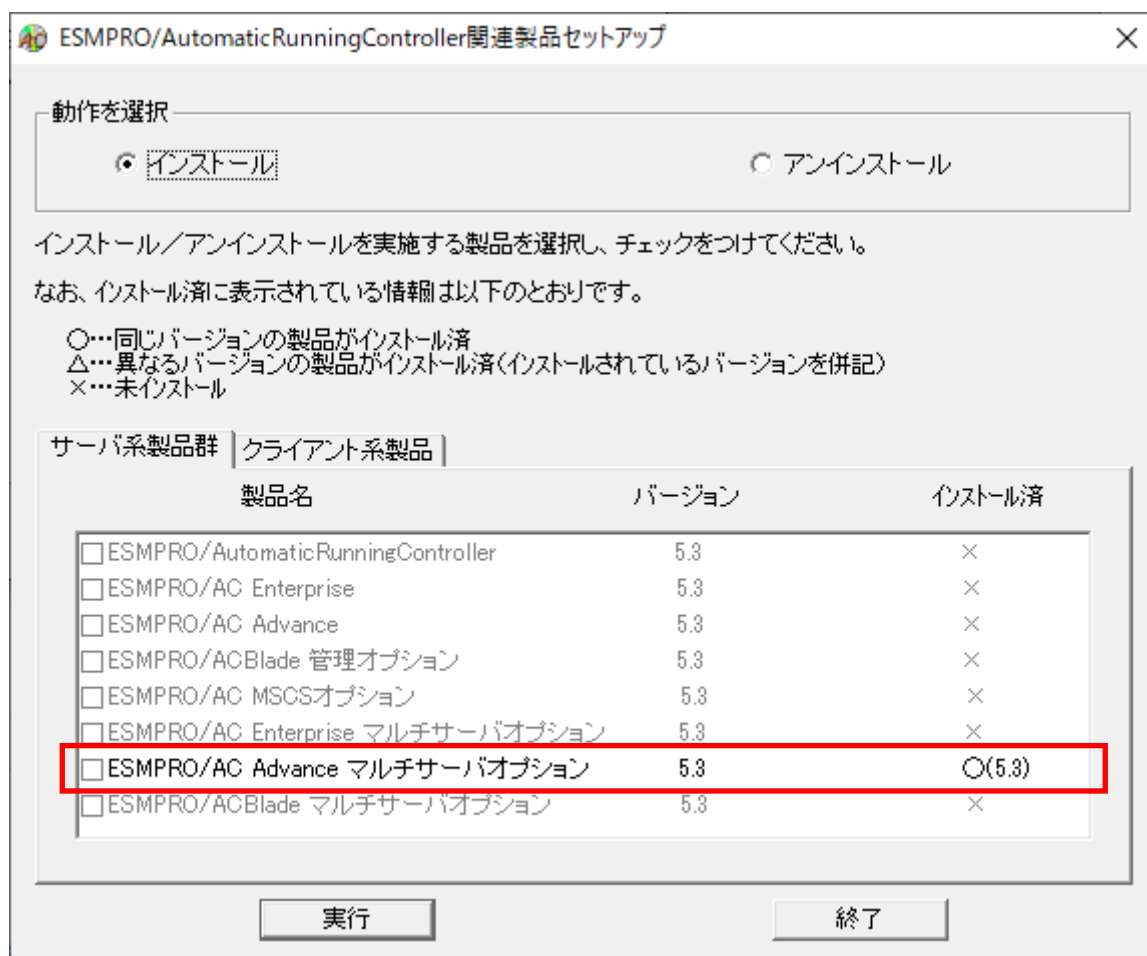 ESMPRO/AutomaticRunningController関連製品セットアップ
動作を選択
インストール アンインストール
インストール／アンインストールを実施する製品を選択し、チェックをつけてください。
なお、インストール済に表示されている情報は以下のとおりです。
○…同じバージョンの製品がインストール済
△…異なるバージョンの製品がインストール済(インストールされているバージョンを併記)
×…未インストール
サーバ系製品群 クライアント系製品
製品名 バージョン インストール済
ESMPRO/AutomaticRunningController 5.3 ×
ESMPRO/AC Enterprise 5.3 ×
ESMPRO/AC Advance 5.3 ×
ESMPRO/ACBlade 管理オプション 5.3 ×
ESMPRO/AC MSCSオプション 5.3 ×
ESMPRO/AC Enterprise マルチサーバオプション 5.3 ×
ESMPRO/AC Advance マルチサーバオプション 5.3 ○(5.3)
ESMPRO/ACBlade マルチサーバオプション 5.3 ×
実行 終了